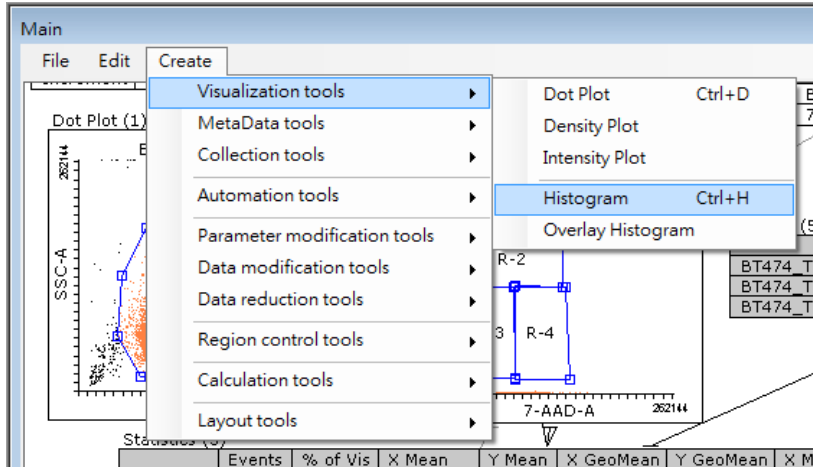 Main
File Edit Create
Visualization tools
MetaData tools
Collection tools
Automation tools
Parameter modification tools
Data modification tools
Data reduction tools
Region control tools
Calculation tools
Layout tools
Dot Plot Ctrl+D
Density Plot
Intensity Plot
Histogram Ctrl+H
Overlay Histogram
Dot Plot (1)
262144
SSC-A
R-2
3 R-4
7-AAD-A 262144
(5
BT474_T
BT474_T
BT474_T
Events % of Vis X Mean Y Mean X GeoMean Y GeoMean X M